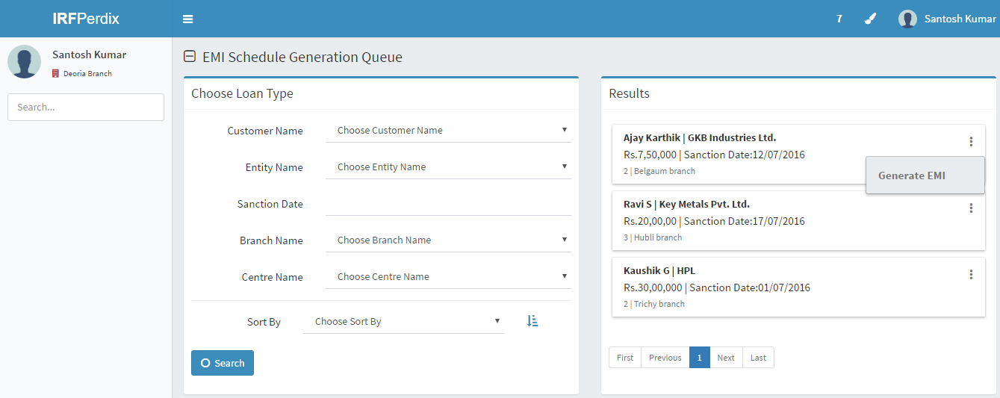 IRFPerdix
?
Santosh Kumar
Santosh Kumar
Deoria Branch
Search...
EMI Schedule Generation Queue
Choose Loan Type
Customer Name Choose Customer Name
Entity Name Choose Entity Name
Sanction Date
Branch Name Choose Branch Name
Centre Name Choose Centre Name
Sort By Choose Sort By
Search
Results
Ajay Karthik | GKB Industries Ltd.
Rs.7,50,000 | Sanction Date:12/07/2016
2 | Belgaum branch
Generate EMI
Ravi S | Key Metals Pvt. Ltd.
Rs.20,00,00 | Sanction Date:17/07/2016
3 | Hubli branch
Kaushik G | HPL
Rs.30,00,000 | Sanction Date:01/07/2016
2 | Trichy branch
First Previous 1 Next Last